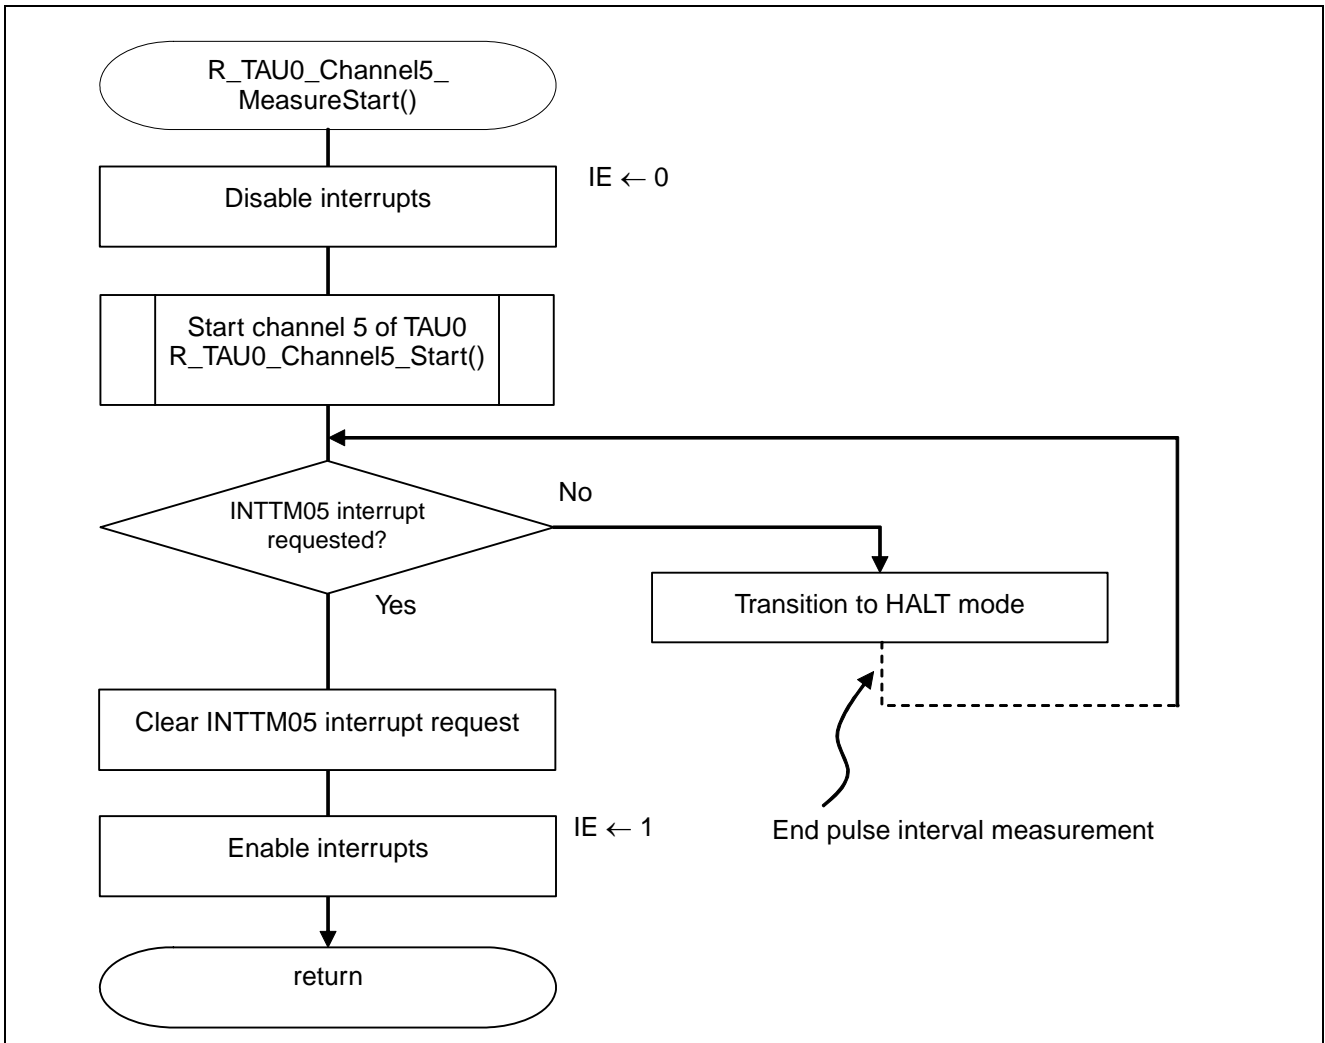 R_TAU0_Channel5_
MeasureStart()
Disable interrupts
IE ← 0
Start channel 5 of TAU0
R_TAU0_Channel5_Start()
INTTM05 interrupt
requested?
No
Yes
Transition to HALT mode
Clear INTTM05 interrupt request
Enable interrupts
IE ← 1
End pulse interval measurement
return